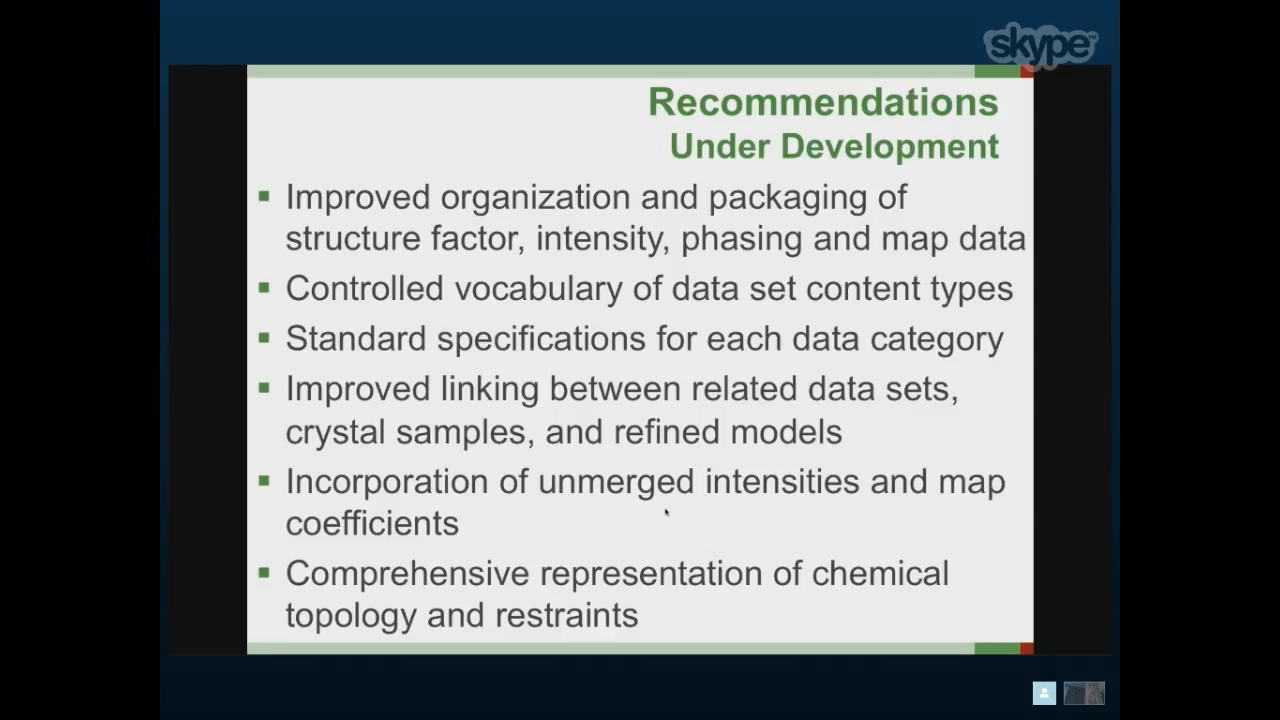 skype™
Recommendations
Under Development
▪ Improved organization and packaging of
structure factor, intensity, phasing and map data
▪ Controlled vocabulary of data set content types
▪ Standard specifications for each data category
▪ Improved linking between related data sets,
crystal samples, and refined models
▪ Incorporation of unmerged intensities and map
coefficients
▪ Comprehensive representation of chemical
topology and restraints